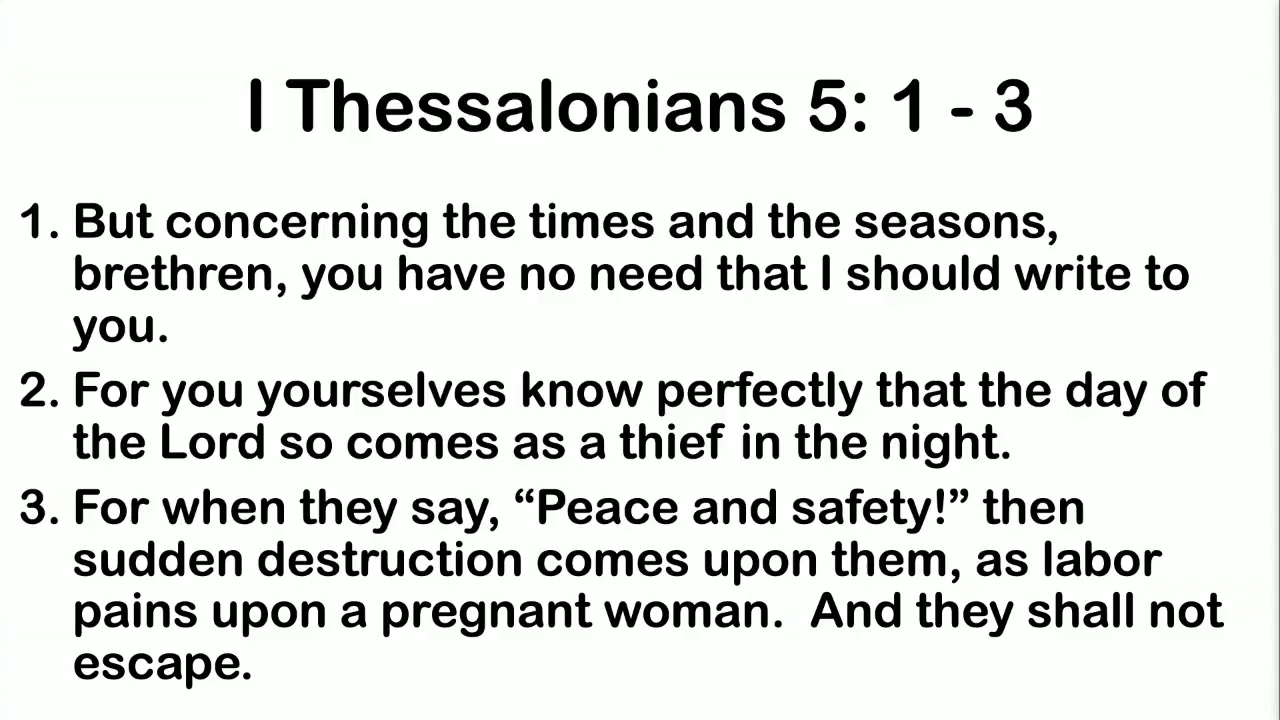 I Thessalonians 5: 1 - 3
1. But concerning the times and the seasons,
brethren, you have no need that I should write to
you.
2. For you yourselves know perfectly that the day of
the Lord so comes as a thief in the night.
3. For when they say, “Peace and safety!” then
sudden destruction comes upon them, as labor
pains upon a pregnant woman.  And they shall not
escape.